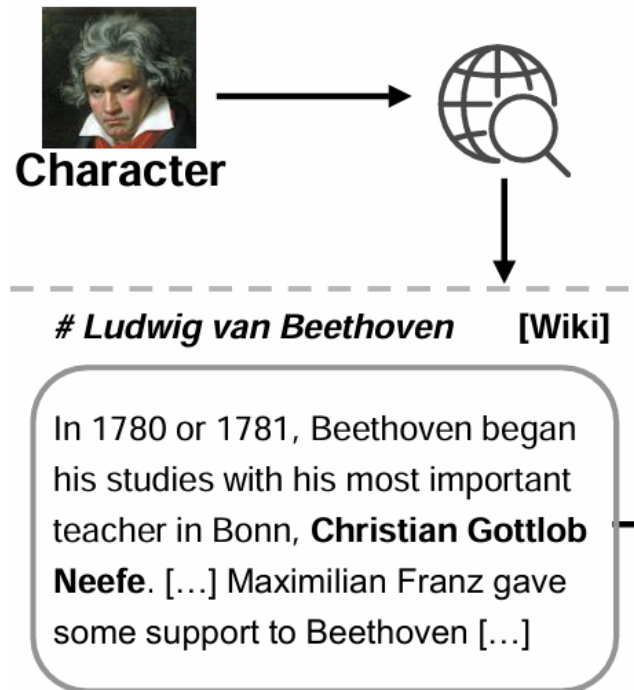 Character
# Ludwig van Beethoven [Wiki]
In 1780 or 1781, Beethoven began
his studies with his most important
teacher in Bonn, Christian Gottlob
Neefe. […] Maximilian Franz gave
some support to Beethoven […]